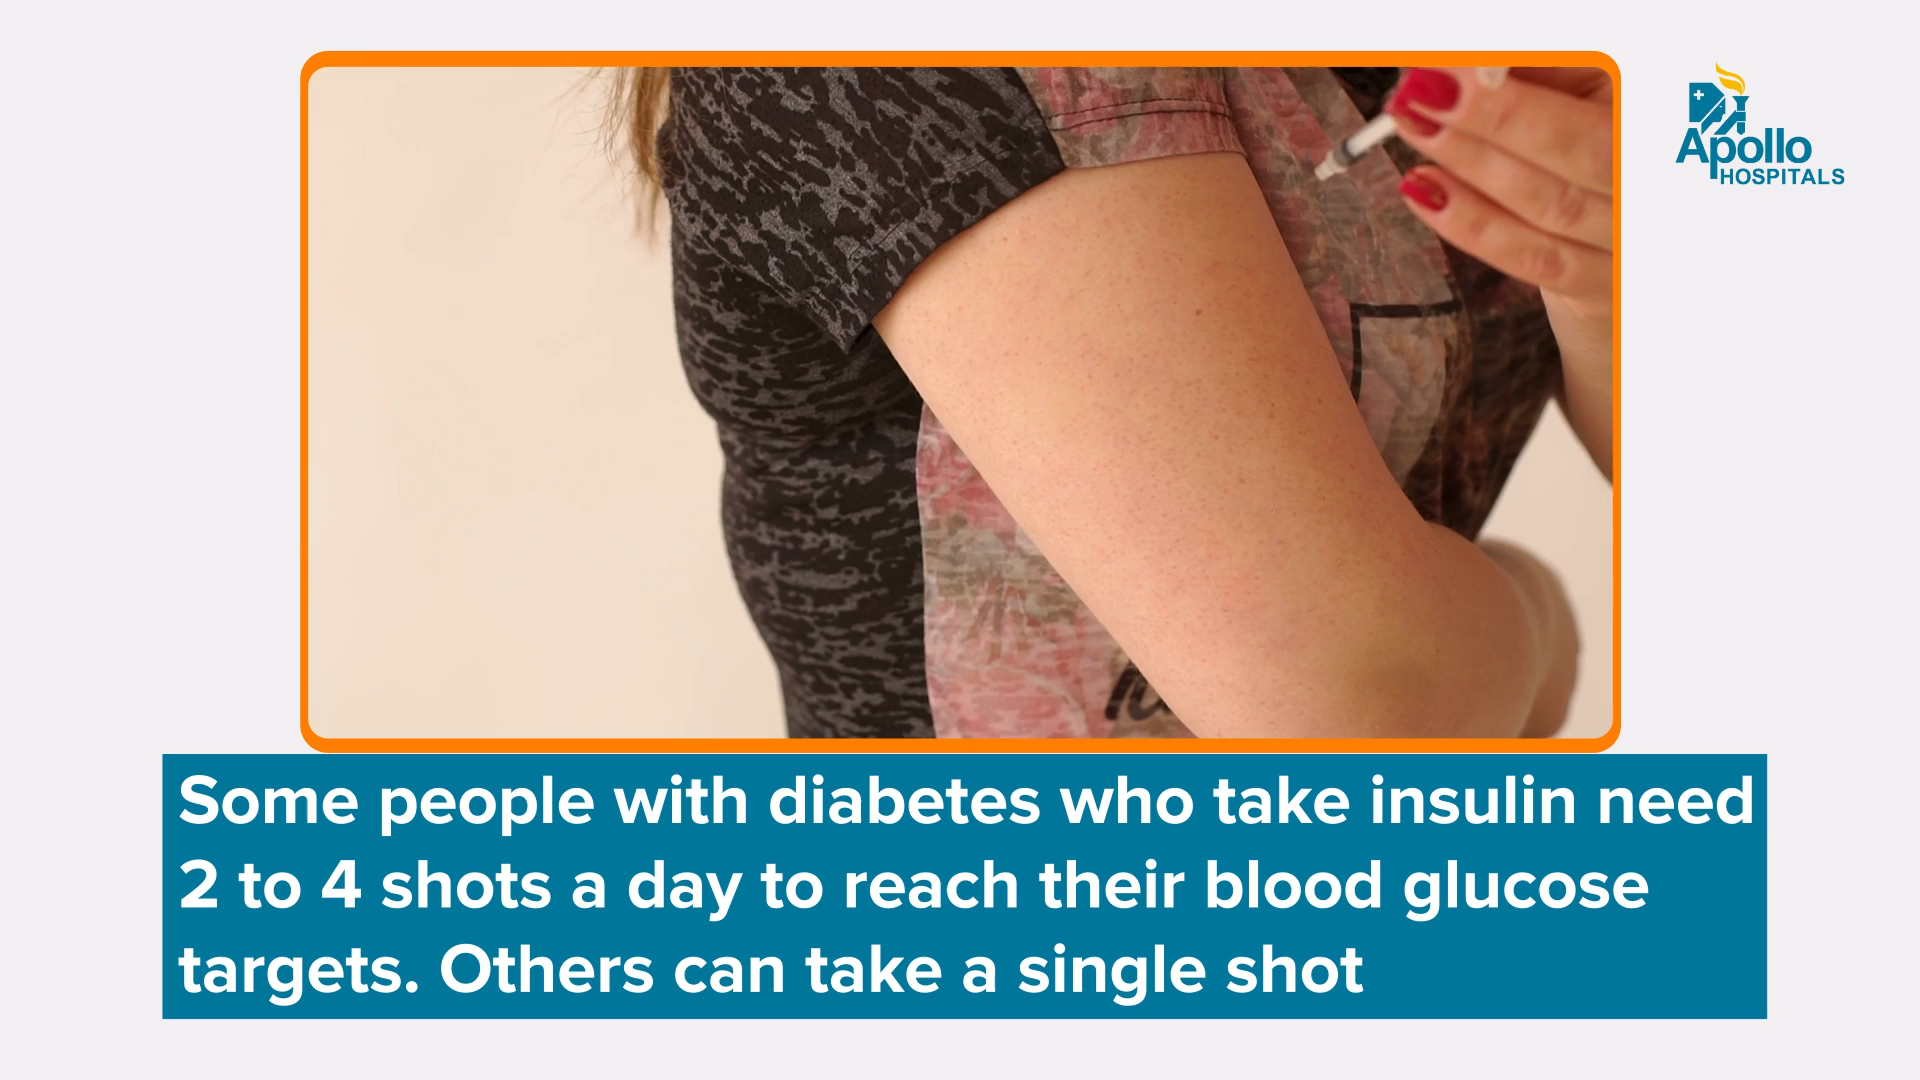 Apollo
HOSPITALS
Some people with diabetes who take insulin need
2 to 4 shots a day to reach their blood glucose
targets. Others can take a single shot